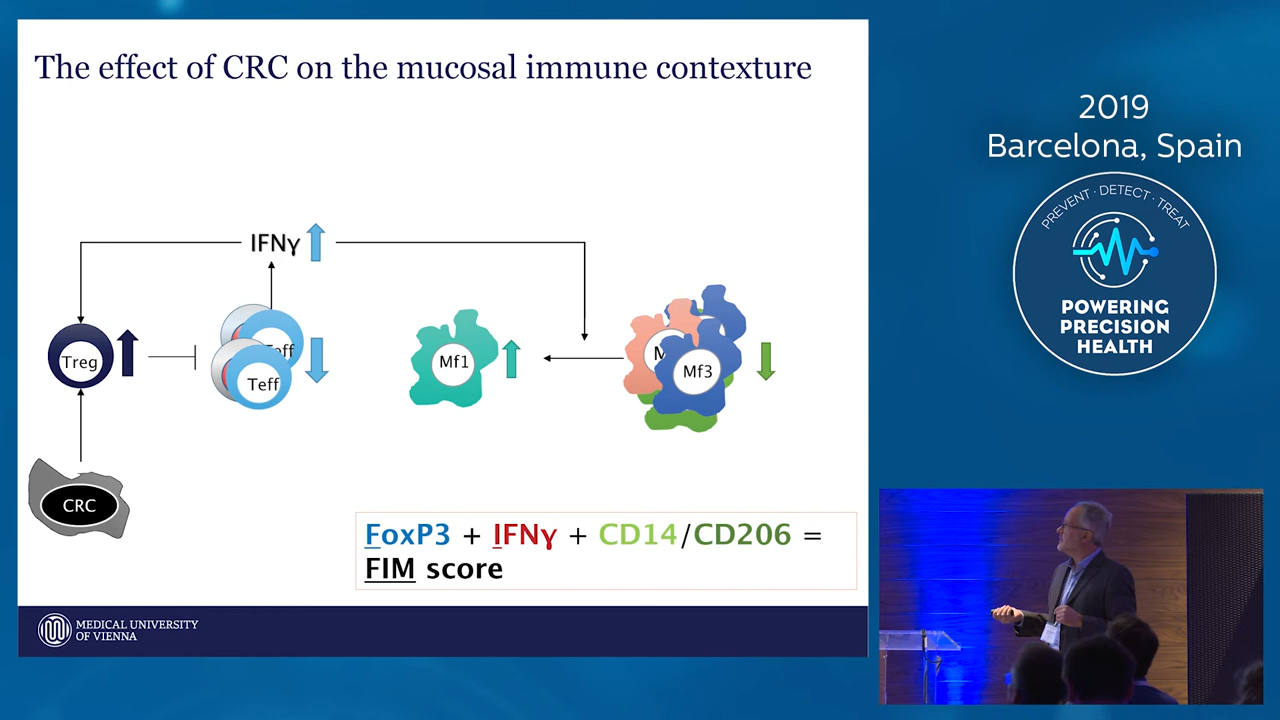 The effect of CRC on the mucosal immune contexture
IFNγ
Treg
Teff
Teff
Mf1
M
Mf3
CRC
FoxP3 + IFNγ + CD14/CD206 =
FIM score
MEDICAL UNIVERSITY
OF VIENNA
2019
Barcelona, Spain
PREVENT · DETECT · TREAT
POWERING
PRECISION
HEALTH